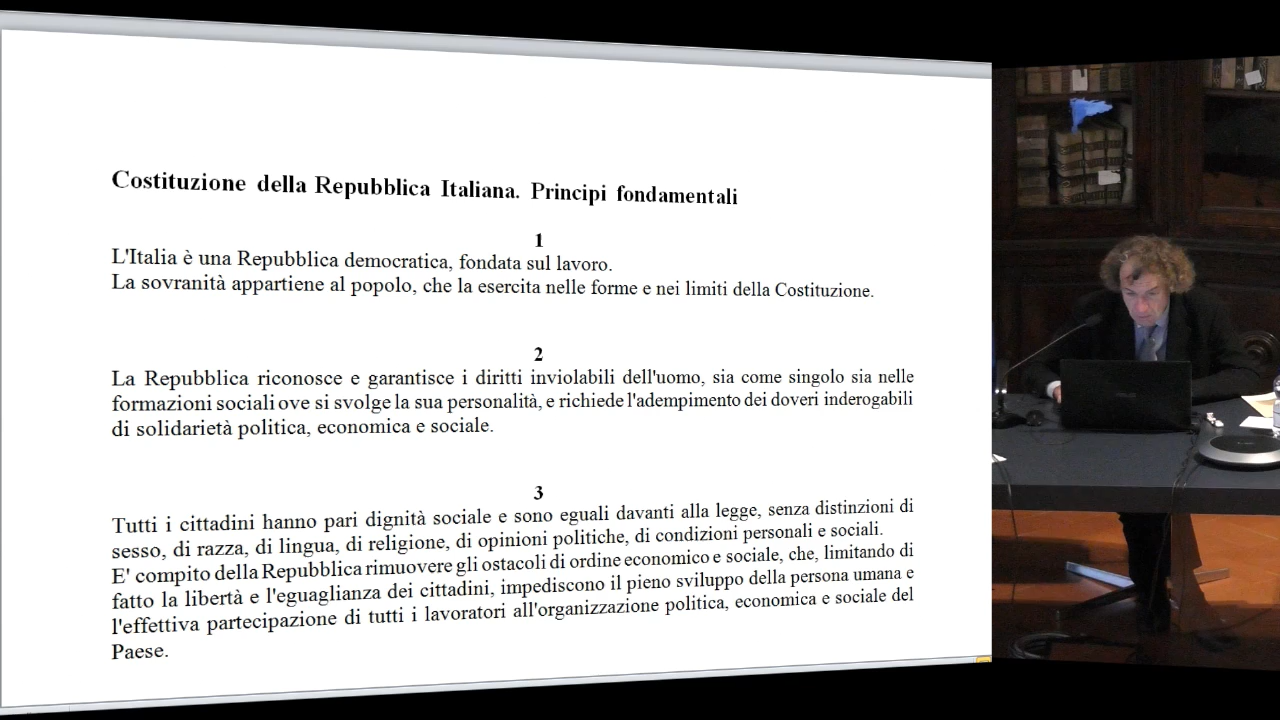 Costituzione della Repubblica Italiana. Principi fondamentali
1
L'Italia è una Repubblica democratica, fondata sul lavoro.
La sovranità appartiene al popolo, che la esercita nelle forme e nei limiti della Costituzione.
2
La Repubblica riconosce e garantisce i diritti inviolabili dell'uomo, sia come singolo sia nelle
formazioni sociali ove si svolge la sua personalità, e richiede l'adempimento dei doveri inderogabili
di solidarietà politica, economica e sociale.
3
Tutti i cittadini hanno pari dignità sociale e sono eguali davanti alla legge, senza distinzioni di
sesso, di razza, di lingua, di religione, di opinioni politiche, di condizioni personali e sociali.
E' compito della Repubblica rimuovere gli ostacoli di ordine economico e sociale, che, limitando di
fatto la libertà e l'eguaglianza dei cittadini, impediscono il pieno sviluppo della persona umana e
l'effettiva partecipazione di tutti i lavoratori all'organizzazione politica, economica e sociale del
Paese.